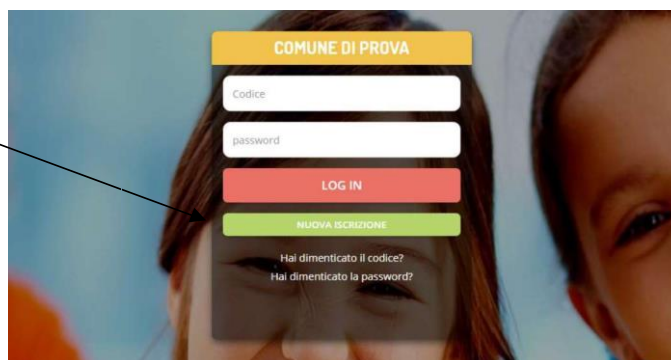 COMUNE DI PROVA
Codice
password
LOG IN
NUOVA ISCRIZIONE
Hai dimenticato il codice?
Hai dimenticato la password?